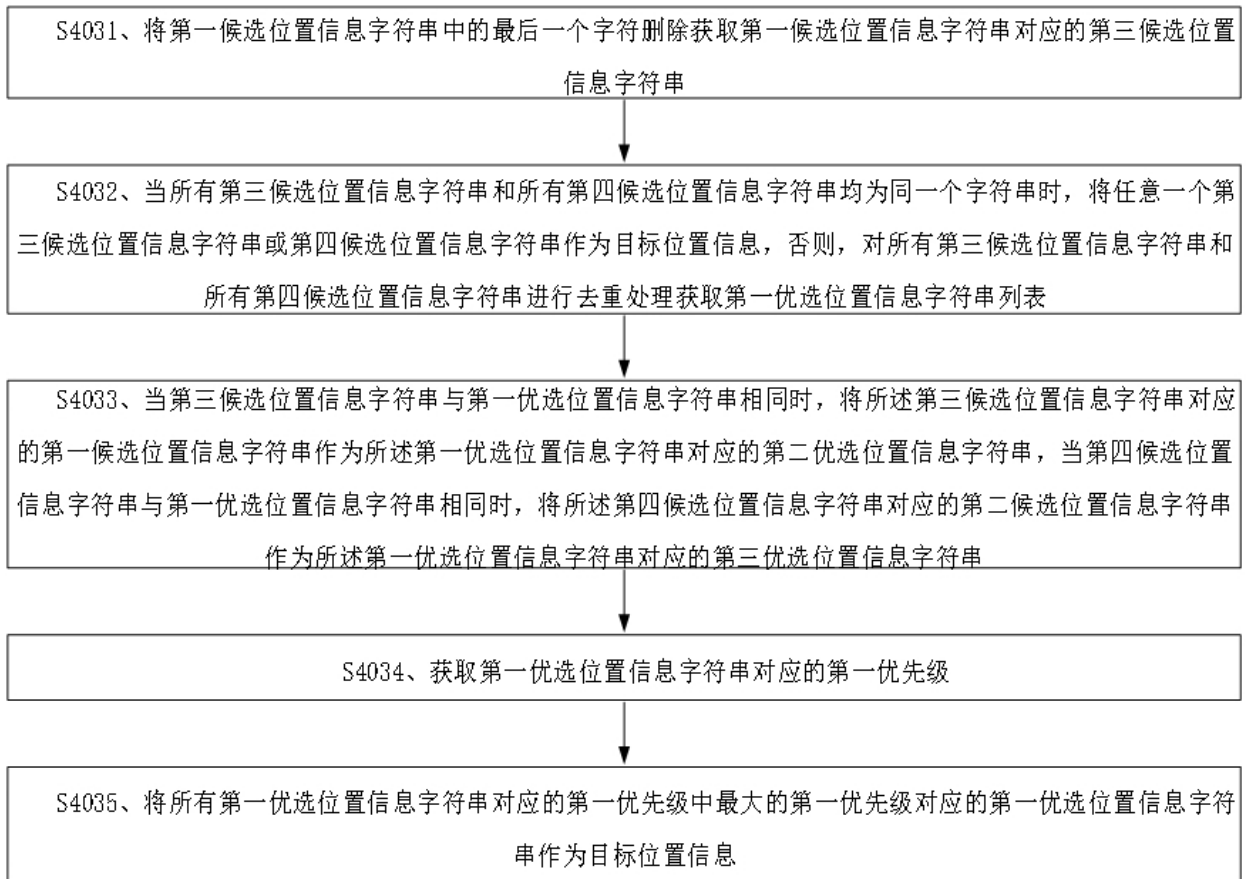 S4031、将第一候选位置信息字符串中的最后一个字符删除获取第一候选位置信息字符串对应的第三候选位置
信息字符串
S4032、当所有第三候选位置信息字符串和所有第四候选位置信息字符串均为同一个字符串时，将任意一个第
三候选位置信息字符串或第四候选位置信息字符串作为目标位置信息，否则，对所有第三候选位置信息字符串和
所有第四候选位置信息字符串进行去重处理获取第一优选位置信息字符串列表
S4033、当第三候选位置信息字符串与第一优选位置信息字符串相同时，将所述第三候选位置信息字符串对应
的第一候选位置信息字符串作为所述第一优选位置信息字符串对应的第二优选位置信息字符串，当第四候选位置
信息字符串与第一优选位置信息字符串相同时，将所述第四候选位置信息字符串对应的第二候选位置信息字符串
作为所述第一优选位置信息字符串对应的第三优选位置信息字符串
S4034、获取第一优选位置信息字符串对应的第一优先级
S4035、将所有第一优选位置信息字符串对应的第一优先级中最大的第一优先级对应的第一优选位置信息字符
串作为目标位置信息